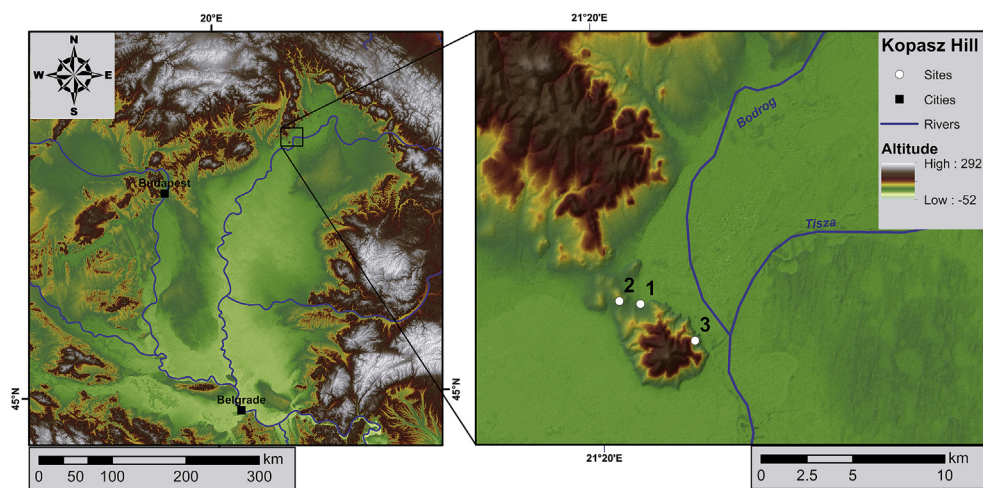 20°E
N
W E
S
Budapest
Belgrade
45°N
45°N
km
0 50 100 200 300
21°20'E
Bodrog
Tisza
2 1
3
21°20'E
Kopasz Hill
Sites
Cities
Rivers
Altitude
High : 292
Low : -52
km
0 2.5 5 10